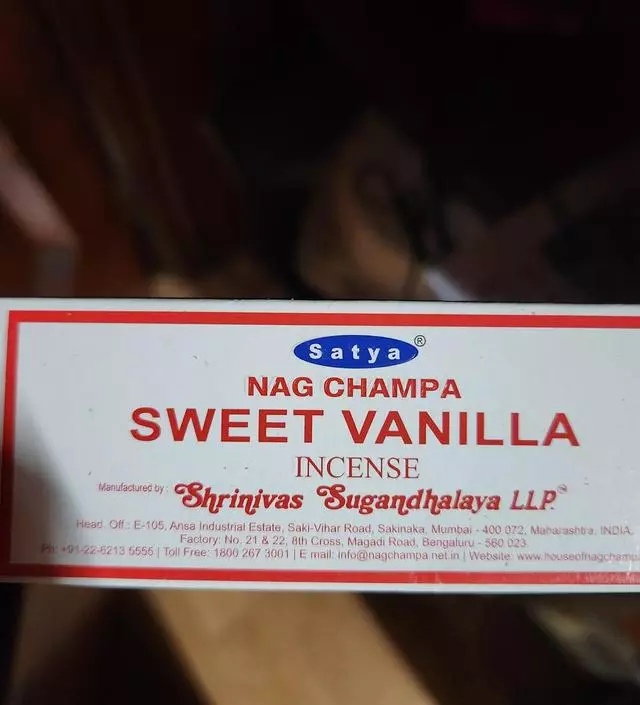 Satya®
NAG CHAMPA
SWEET VANILLA
INCENSE
Manufactured by : Shrinivas Sugandhalaya LLP.
Head. Off.: E-105, Ansa Industrial Estate, Saki-Vihar Road, Sakinaka, Mumbai - 400 072, Maharashtra, INDIA.
Factory: No. 21 & 22, 8th Cross, Magadi Road, Bengaluru - 560 023.
Ph: +91-22-6213 5555 | Toll Free: 1800 267 3001 | E mail: info@nagchampa.net.in | Website: www.houseofnagchampa